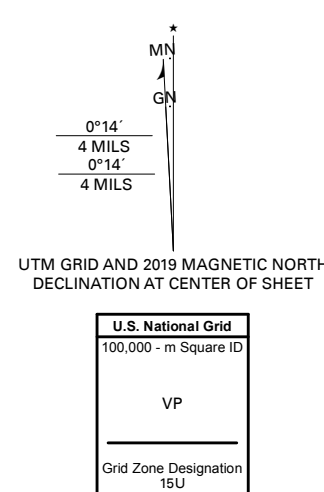 ★
MN
GN
0°14´
4 MILS
0°14´
4 MILS
UTM GRID AND 2019 MAGNETIC NORTH
DECLINATION AT CENTER OF SHEET
U.S. National Grid
100,000 - m Square ID
VP
Grid Zone Designation
15U